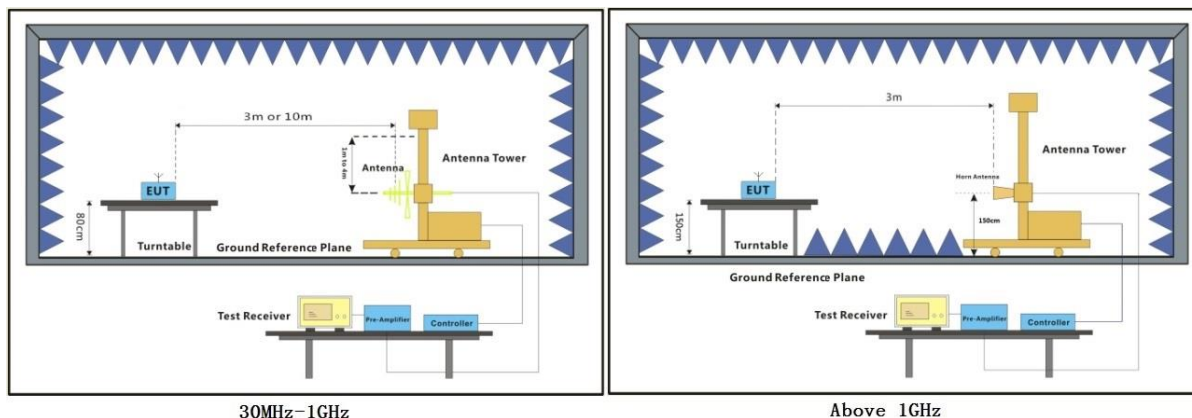 3m or 10m
1m to 4m
Antenna
Antenna Tower
EUT
80cm
Turntable
Ground Reference Plane
Test Receiver
Pre-Amplifier
Controller
30MHz-1GHz
3m
Antenna Tower
Horn Antenna
EUT
150cm
150cm
Turntable
Ground Reference Plane
Test Receiver
Pre-Amplifier
Controller
Above 1GHz